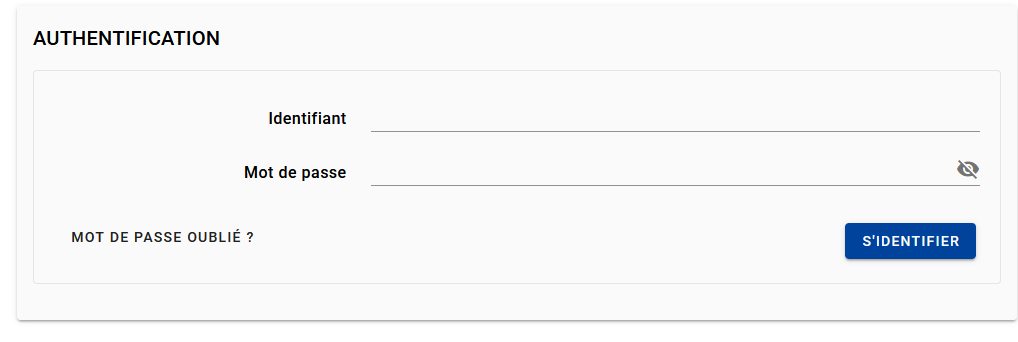 AUTHENTIFICATION
Identifiant
Mot de passe
MOT DE PASSE OUBLIÉ ?
S'IDENTIFIER